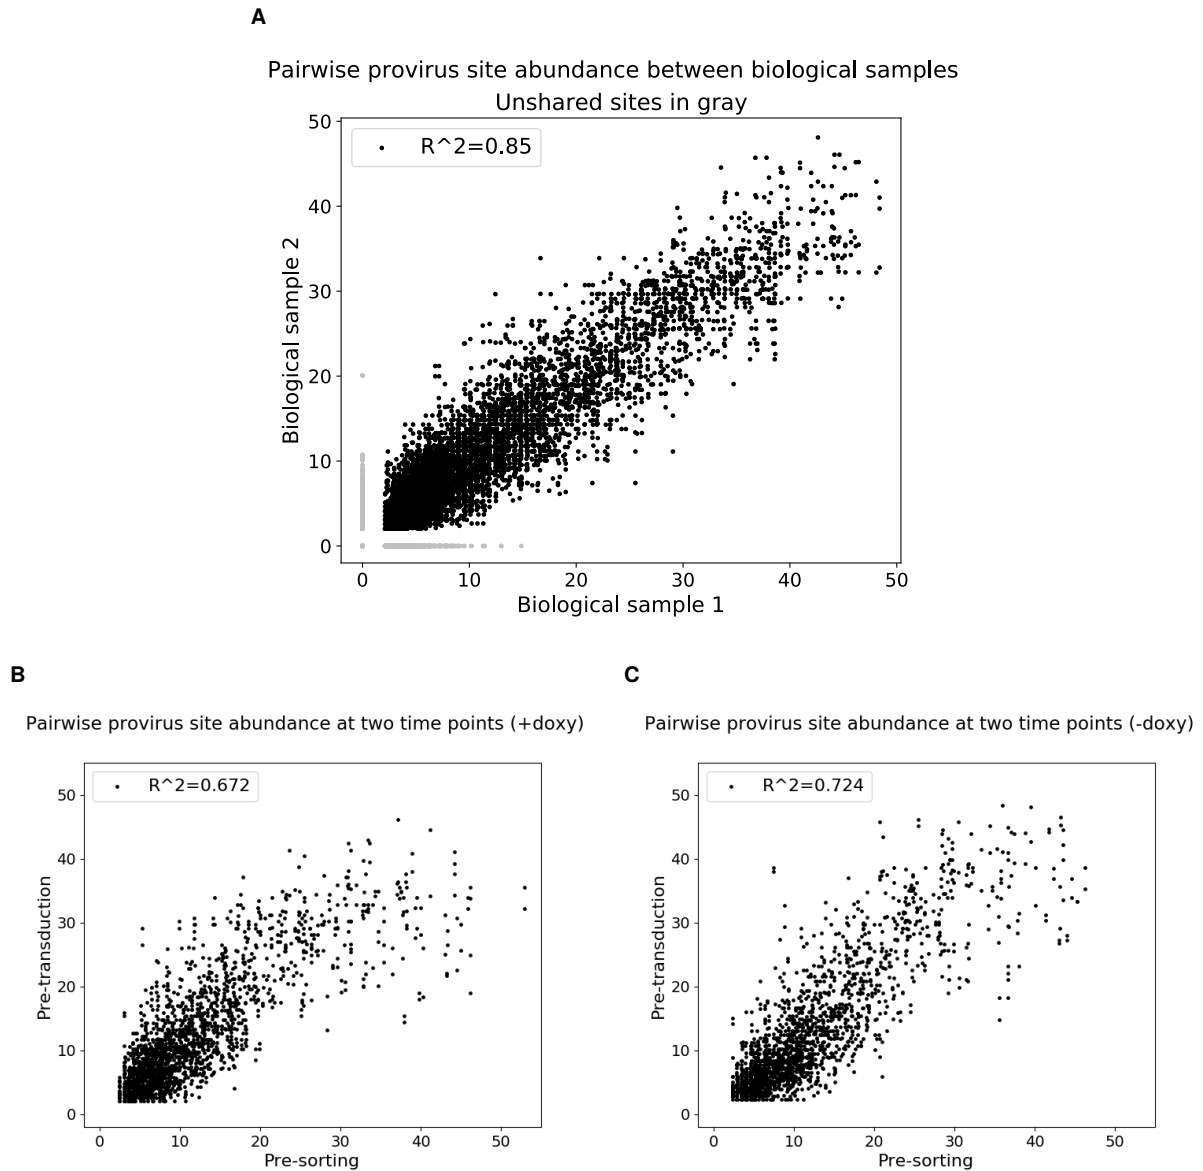 A
Pairwise provirus site abundance between biological samples
Unshared sites in gray
R^2=0.85
50
40
30
20
10
0
Biological sample 2
0 10 20 30 40 50
Biological sample 1
B
Pairwise provirus site abundance at two time points (+doxy)
R^2=0.672
50
40
30
20
10
0
Pre-transduction
0 10 20 30 40 50
Pre-sorting
C
Pairwise provirus site abundance at two time points (-doxy)
R^2=0.724
50
40
30
20
10
0
Pre-transduction
0 10 20 30 40 50
Pre-sorting